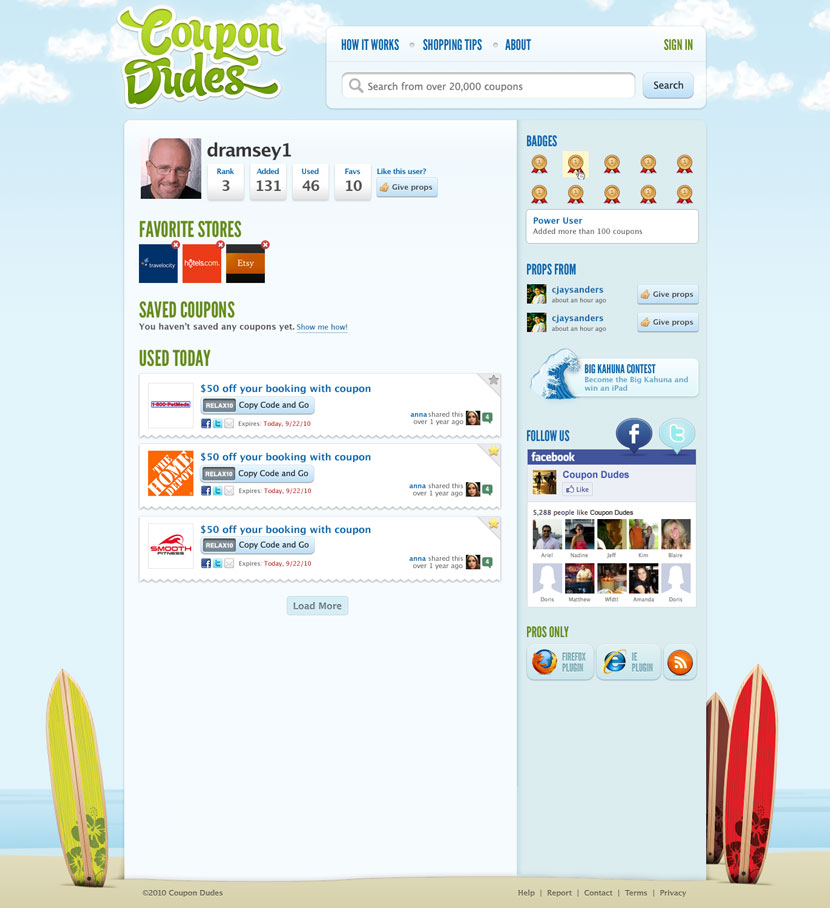 Coupon
Dudes
HOW IT WORKS
SHOPPING TIPS
ABOUT
SIGN IN
Search from over 20,000 coupons
Search
dramsey1
Rank
3
Added
131
Used
46
Favs
10
Like this user?
Give props
FAVORITE STORES
travelocity
hotels.com
Etsy
SAVED COUPONS
You haven't saved any coupons yet. Show me how!
USED TODAY
1-800-PetMeds
$50 off your booking with coupon
RELAX10 Copy Code and Go
Expires: Today, 9/22/10
anna shared this
over 1 year ago
4
THE
HOME
DEPOT
$50 off your booking with coupon
RELAX10 Copy Code and Go
Expires: Today, 9/22/10
anna shared this
over 1 year ago
4
SMOOTH
FITNESS
$50 off your booking with coupon
RELAX10 Copy Code and Go
Expires: Today, 9/22/10
anna shared this
over 1 year ago
4
Load More
BADGES
Power User
Added more than 100 coupons
PROPS FROM
cjaysanders
about an hour ago
Give props
cjaysanders
about an hour ago
Give props
BIG KAHUNA CONTEST
Become the Big Kahuna and
win an iPad
FOLLOW US
facebook
Coupon Dudes
Like
5,288 people like Coupon Dudes
Ariel Nadine Jeff Kim Blaire
Doris Matthew Amanda Doris
PROS ONLY
FIREFOX
PLUGIN
IE
PLUGIN
©2010 Coupon Dudes
Help | Report | Contact | Terms | Privacy